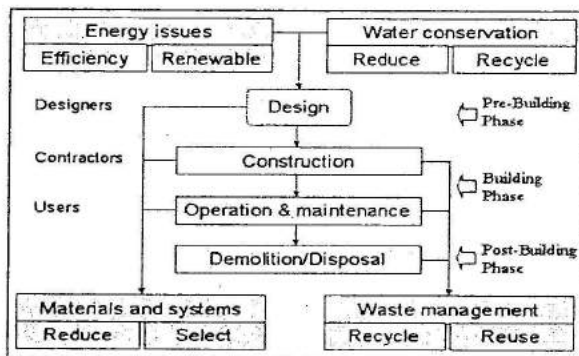 Energy issues
Water conservation
Efficiency
Renewable
Reduce
Recycle
Designers
Design
Pre-Building
Phase
Contractors
Construction
Building
Phase
Users
Operation & maintenance
Demolition/Disposal
Post-Building
Phase
Materials and systems
Waste management
Reduce
Select
Recycle
Reuse